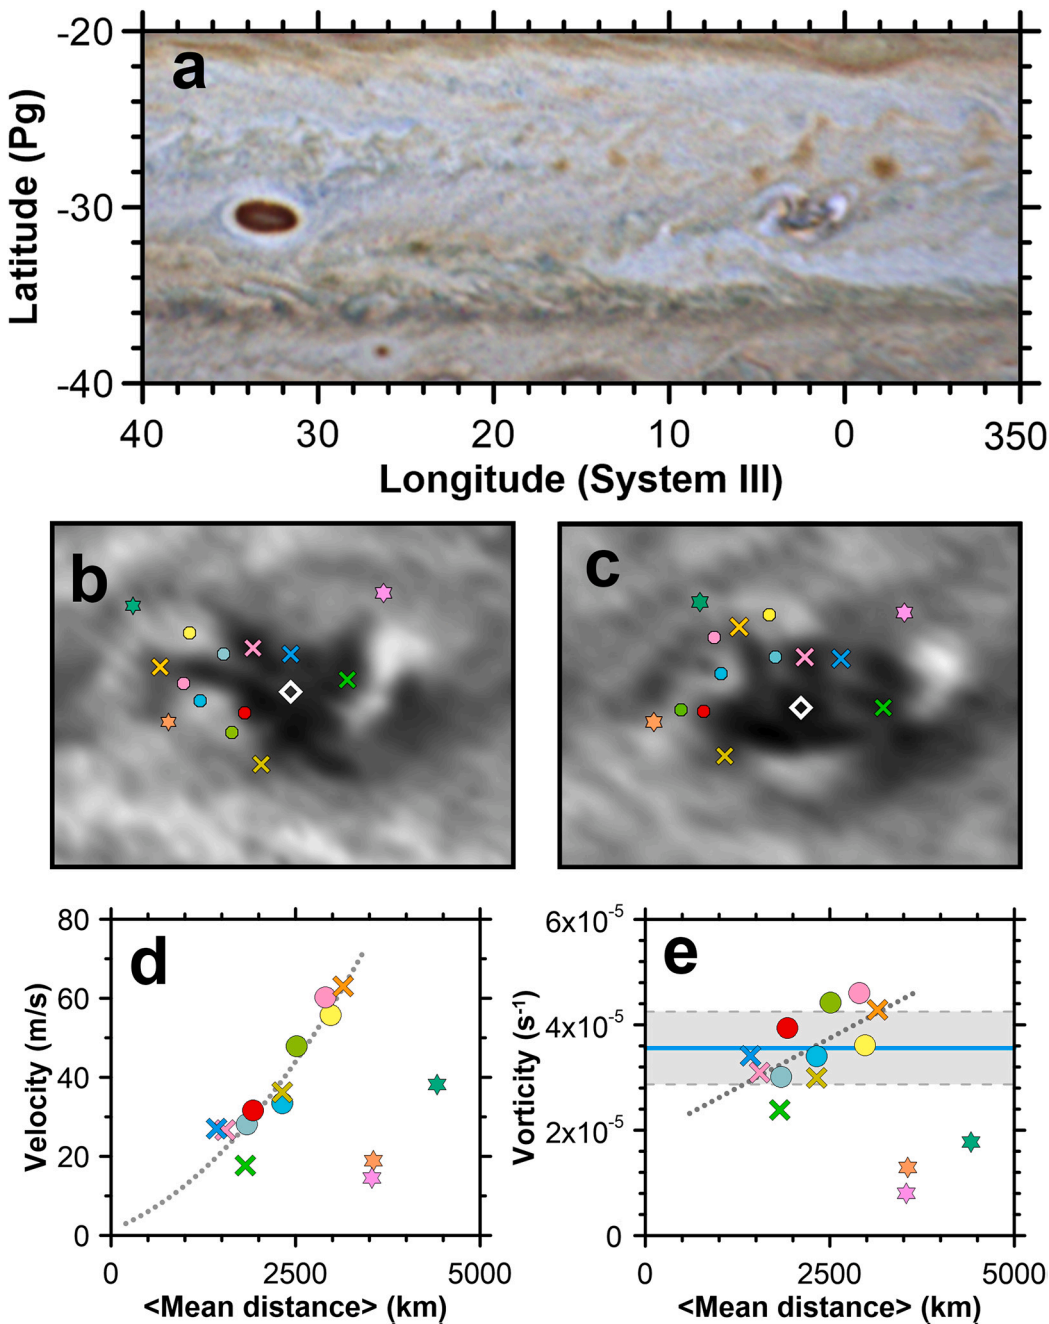 a
Latitude (Pg)
-20
-30
-40
40 30 20 10 0 350
Longitude (System III)
b
c
d
Velocity (m/s)
80
60
40
20
0
0 2500 5000
<Mean distance> (km)
e
Vorticity (s⁻¹)
6x10⁻⁵
4x10⁻⁵
2x10⁻⁵
0
0 2500 5000
<Mean distance> (km)